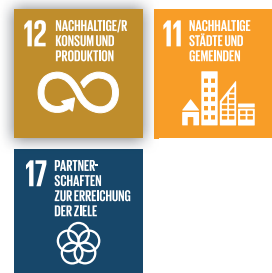 12 NACHHALTIGE/R
KONSUM UND
PRODUKTION
11 NACHHALTIGE
STÄDTE UND
GEMEINDEN
17 PARTNER-
SCHAFTEN
ZUR ERREICHUNG
DER ZIELE